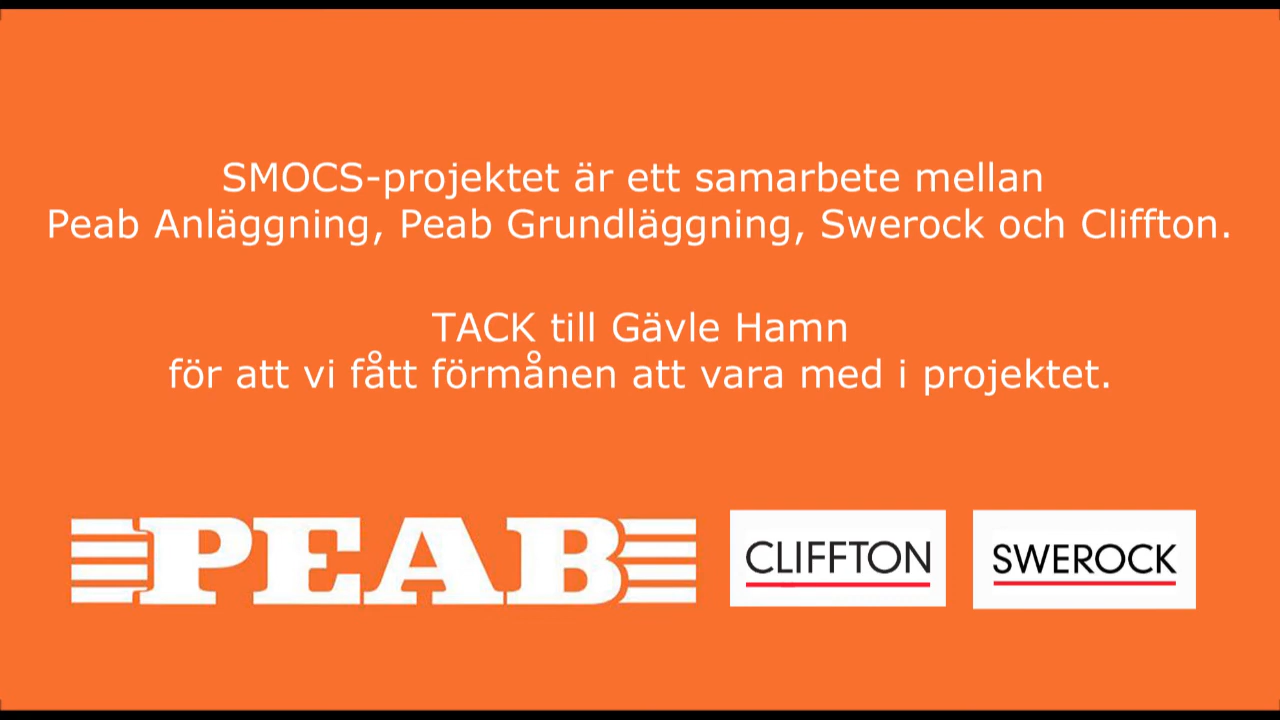 SMOCS-projektet är ett samarbete mellan
Peab Anläggning, Peab Grundläggning, Swerock och Cliffton.
TACK till Gävle Hamn
för att vi fått förmånen att vara med i projektet.
PEAB
CLIFFTON
SWEROCK